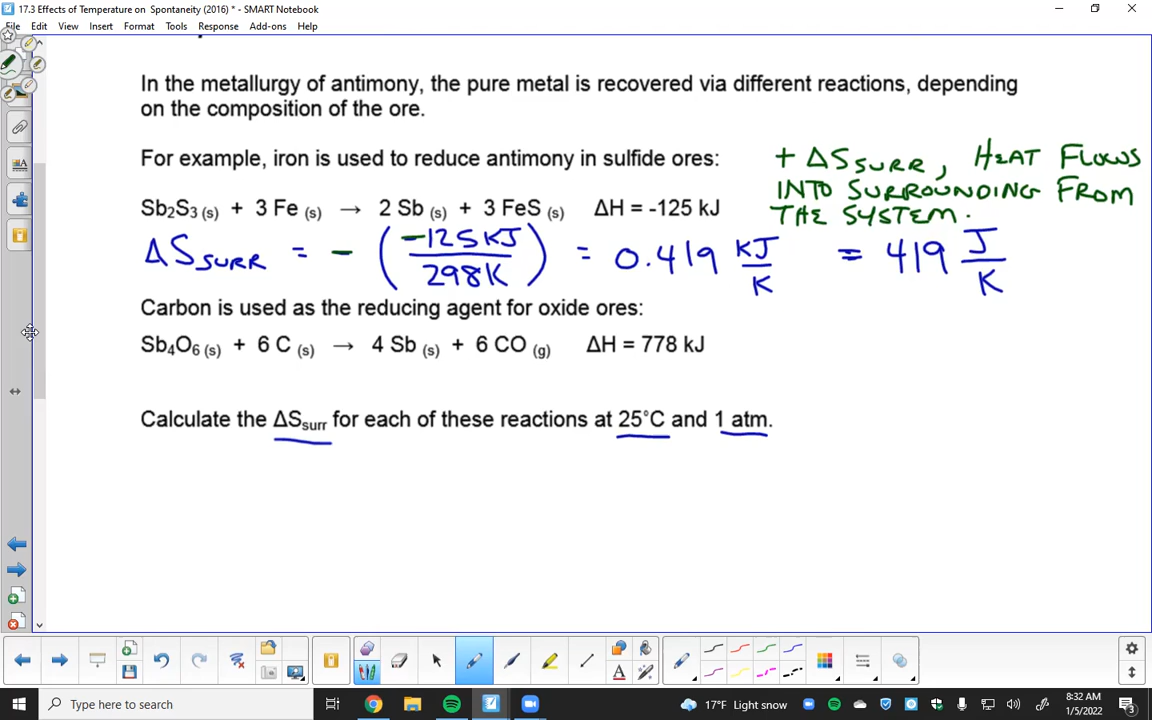 17.3 Effects of Temperature on Spontaneity (2016) * - SMART Notebook
File Edit View Insert Format Tools Response Add-ons Help
In the metallurgy of antimony, the pure metal is recovered via different reactions, depending
on the composition of the ore.
For example, iron is used to reduce antimony in sulfide ores:
+ ΔS SURR, HEAT FLOWS
INTO SURROUNDING FROM
THE SYSTEM.
Sb₂S₃ (s) + 3 Fe (s) → 2 Sb (s) + 3 FeS (s) ΔH = -125 kJ
ΔS SURR = - (-125 KJ / 298K) = 0.419 KJ/K = 419 J/K
Carbon is used as the reducing agent for oxide ores:
Sb₄O₆ (s) + 6 C (s) → 4 Sb (s) + 6 CO (g) ΔH = 778 kJ
Calculate the ΔSsurr for each of these reactions at 25°C and 1 atm.
Type here to search
17°F Light snow
8:32 AM
1/5/2022
3